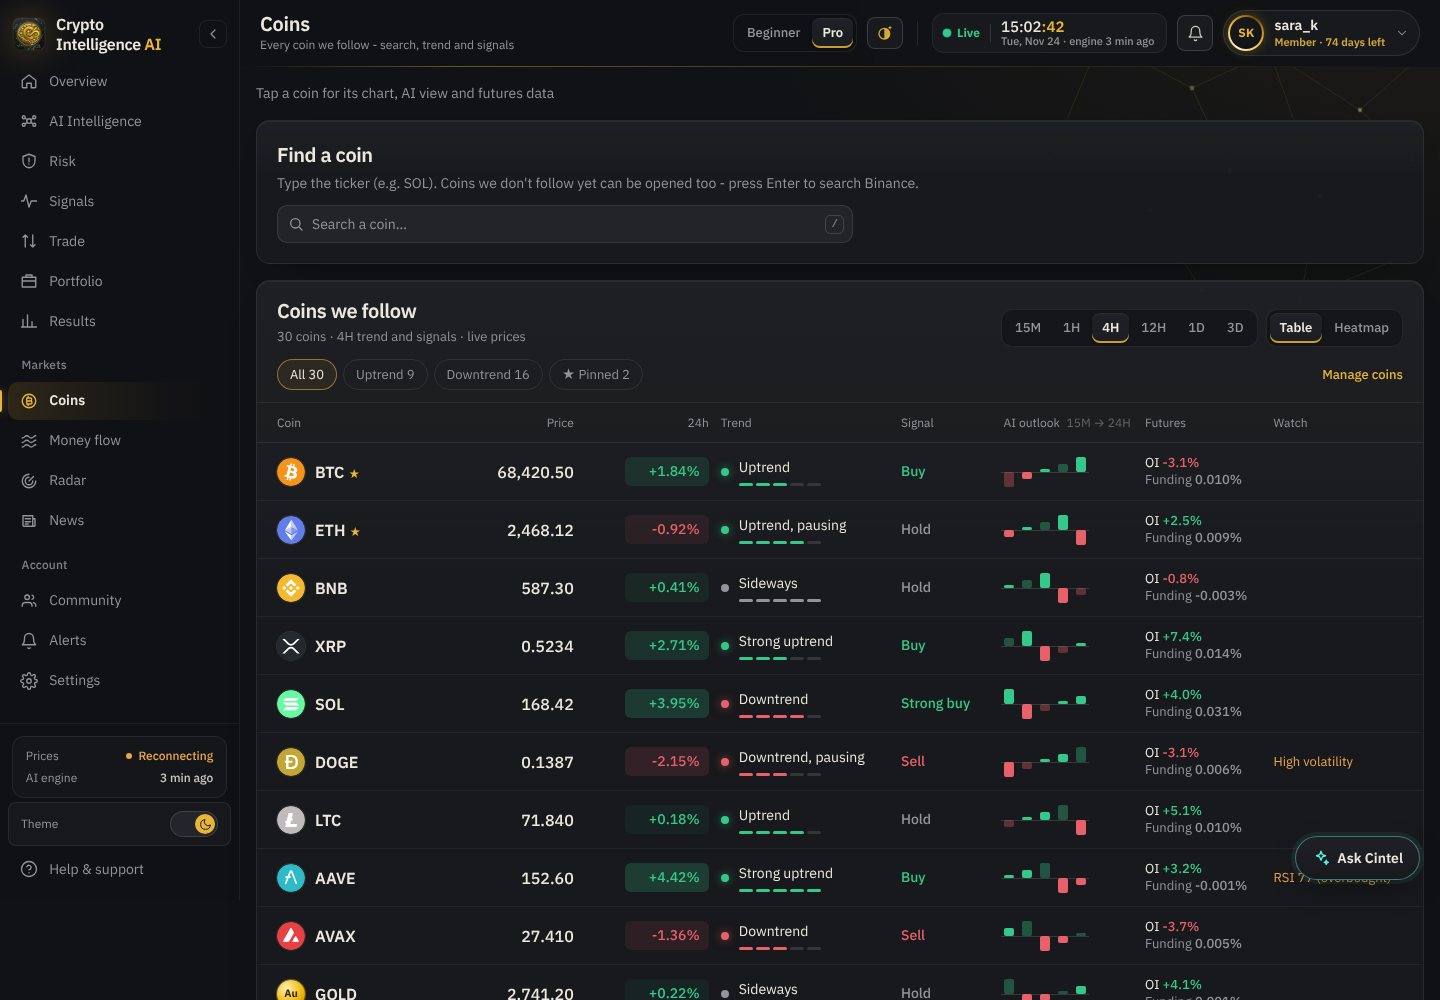 Crypto
Intelligence AI
Coins
Every coin we follow - search, trend and signals
Beginner
Pro
Live
15:02:42
Tue, Nov 24 · engine 3 min ago
SK
sara_k
Member · 74 days left
Overview
AI Intelligence
Risk
Signals
Trade
Portfolio
Results
Markets
Coins
Money flow
Radar
News
Account
Community
Alerts
Settings
Prices
Reconnecting
AI engine
3 min ago
Theme
Help & support
Tap a coin for its chart, AI view and futures data
Find a coin
Type the ticker (e.g. SOL). Coins we don't follow yet can be opened too - press Enter to search Binance.
Search a coin...
/
Coins we follow
30 coins · 4H trend and signals · live prices
15M 1H 4H 12H 1D 3D
Table Heatmap
All 30
Uptrend 9
Downtrend 16
★ Pinned 2
Manage coins
Coin Price 24h Trend Signal AI outlook 15M → 24H Futures Watch
BTC ★ 68,420.50 +1.84% Uptrend Buy OI -3.1%
Funding 0.010%
ETH ★ 2,468.12 -0.92% Uptrend, pausing Hold OI +2.5%
Funding 0.009%
BNB 587.30 +0.41% Sideways Hold OI -0.8%
Funding -0.003%
XRP 0.5234 +2.71% Strong uptrend Buy OI +7.4%
Funding 0.014%
SOL 168.42 +3.95% Downtrend Strong buy OI +4.0%
Funding 0.031%
DOGE 0.1387 -2.15% Downtrend, pausing Sell OI -3.1%
Funding 0.006%
High volatility
LTC 71.840 +0.18% Uptrend Hold OI +5.1%
Funding 0.010%
AAVE 152.60 +4.42% Strong uptrend Buy OI +3.2%
Funding -0.001%
RSI
Ask Cintel
AVAX 27.410 -1.36% Downtrend Sell OI -3.7%
Funding 0.005%
Au
GOLD 2,741.20 +0.22% Sideways Hold OI +4.1%
Funding